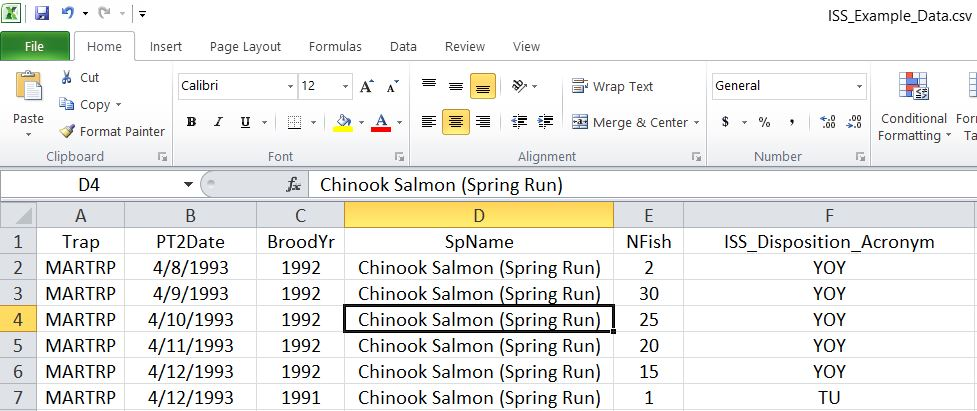 ISS_Example_Data.csv
File Home Insert Page Layout Formulas Data Review View
Paste
Cut
Copy
Format Painter
Clipboard
Calibri 12 A A
B I U A
Font
Wrap Text
Merge & Center
Alignment
General
$ % , .00 .0
Number
Conditional
Formatting
D4 fx Chinook Salmon (Spring Run)
A B C D E F
1 Trap PT2Date BroodYr SpName NFish ISS_Disposition_Acronym
2 MARTRP 4/8/1993 1992 Chinook Salmon (Spring Run) 2 YOY
3 MARTRP 4/9/1993 1992 Chinook Salmon (Spring Run) 30 YOY
4 MARTRP 4/10/1993 1992 Chinook Salmon (Spring Run) 25 YOY
5 MARTRP 4/11/1993 1992 Chinook Salmon (Spring Run) 20 YOY
6 MARTRP 4/12/1993 1992 Chinook Salmon (Spring Run) 15 YOY
7 MARTRP 4/12/1993 1991 Chinook Salmon (Spring Run) 1 TU